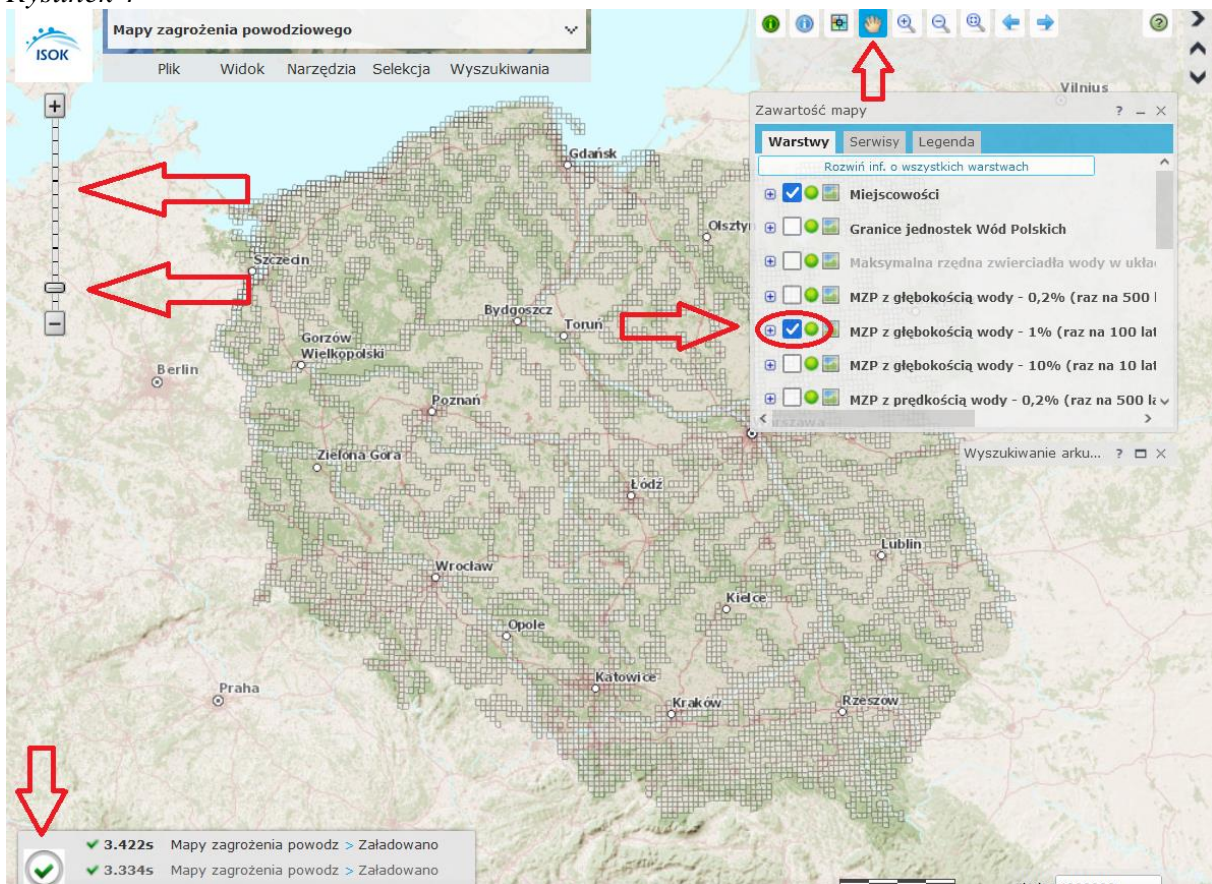 Rysunek 4
Mapy zagrożenia powodziowego
ISOK
Plik Widok Narzędzia Selekcja Wyszukiwania
Vilnius
Zawartość mapy
Warstwy Serwisy Legenda
Rozwiń inf. o wszystkich warstwach
Miejscowości
Granice jednostek Wód Polskich
Maksymalna rzędna zwierciadła wody w ukła
MZP z głębokością wody - 0,2% (raz na 500 l
MZP z głębokością wody - 1% (raz na 100 lat
MZP z głębokością wody - 10% (raz na 10 lat
MZP z prędkością wody - 0,2% (raz na 500 la
Wyszukiwanie arku...
Gdańsk
Olszty
Szczecin
Bydgoszcz
Toruń
Gorzów
Wielkopolski
Berlin
Poznań
Zielona Góra
Łódź
Lublin
Wrocław
Kielce
Opole
Katowice
Praha
Kraków
Rzeszów
3.422s Mapy zagrożenia powodz > Załadowano
3.334s Mapy zagrożenia powodz > Załadowano